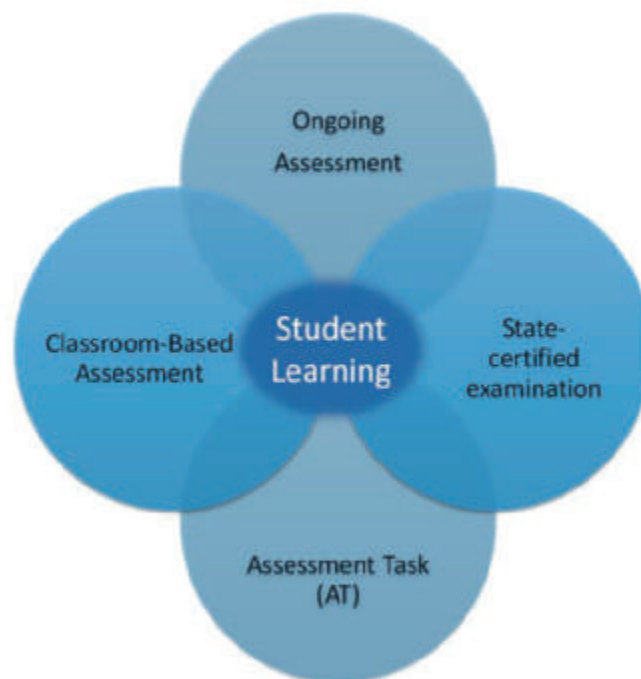 Ongoing
Assessment
Classroom-Based
Assessment
Student
Learning
State-
certified
examination
Assessment Task
(AT)